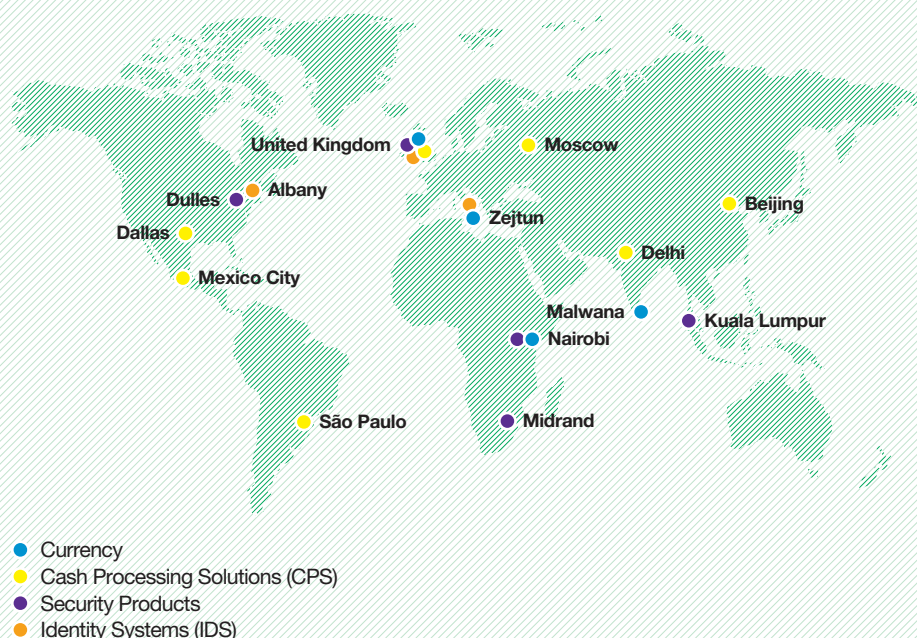 United Kingdom
Moscow
Albany
Dulles
Beijing
Zejtun
Dallas
Delhi
Mexico City
Malwana
Kuala Lumpur
Nairobi
São Paulo
Midrand
Currency
Cash Processing Solutions (CPS)
Security Products
Identity Systems (IDS)